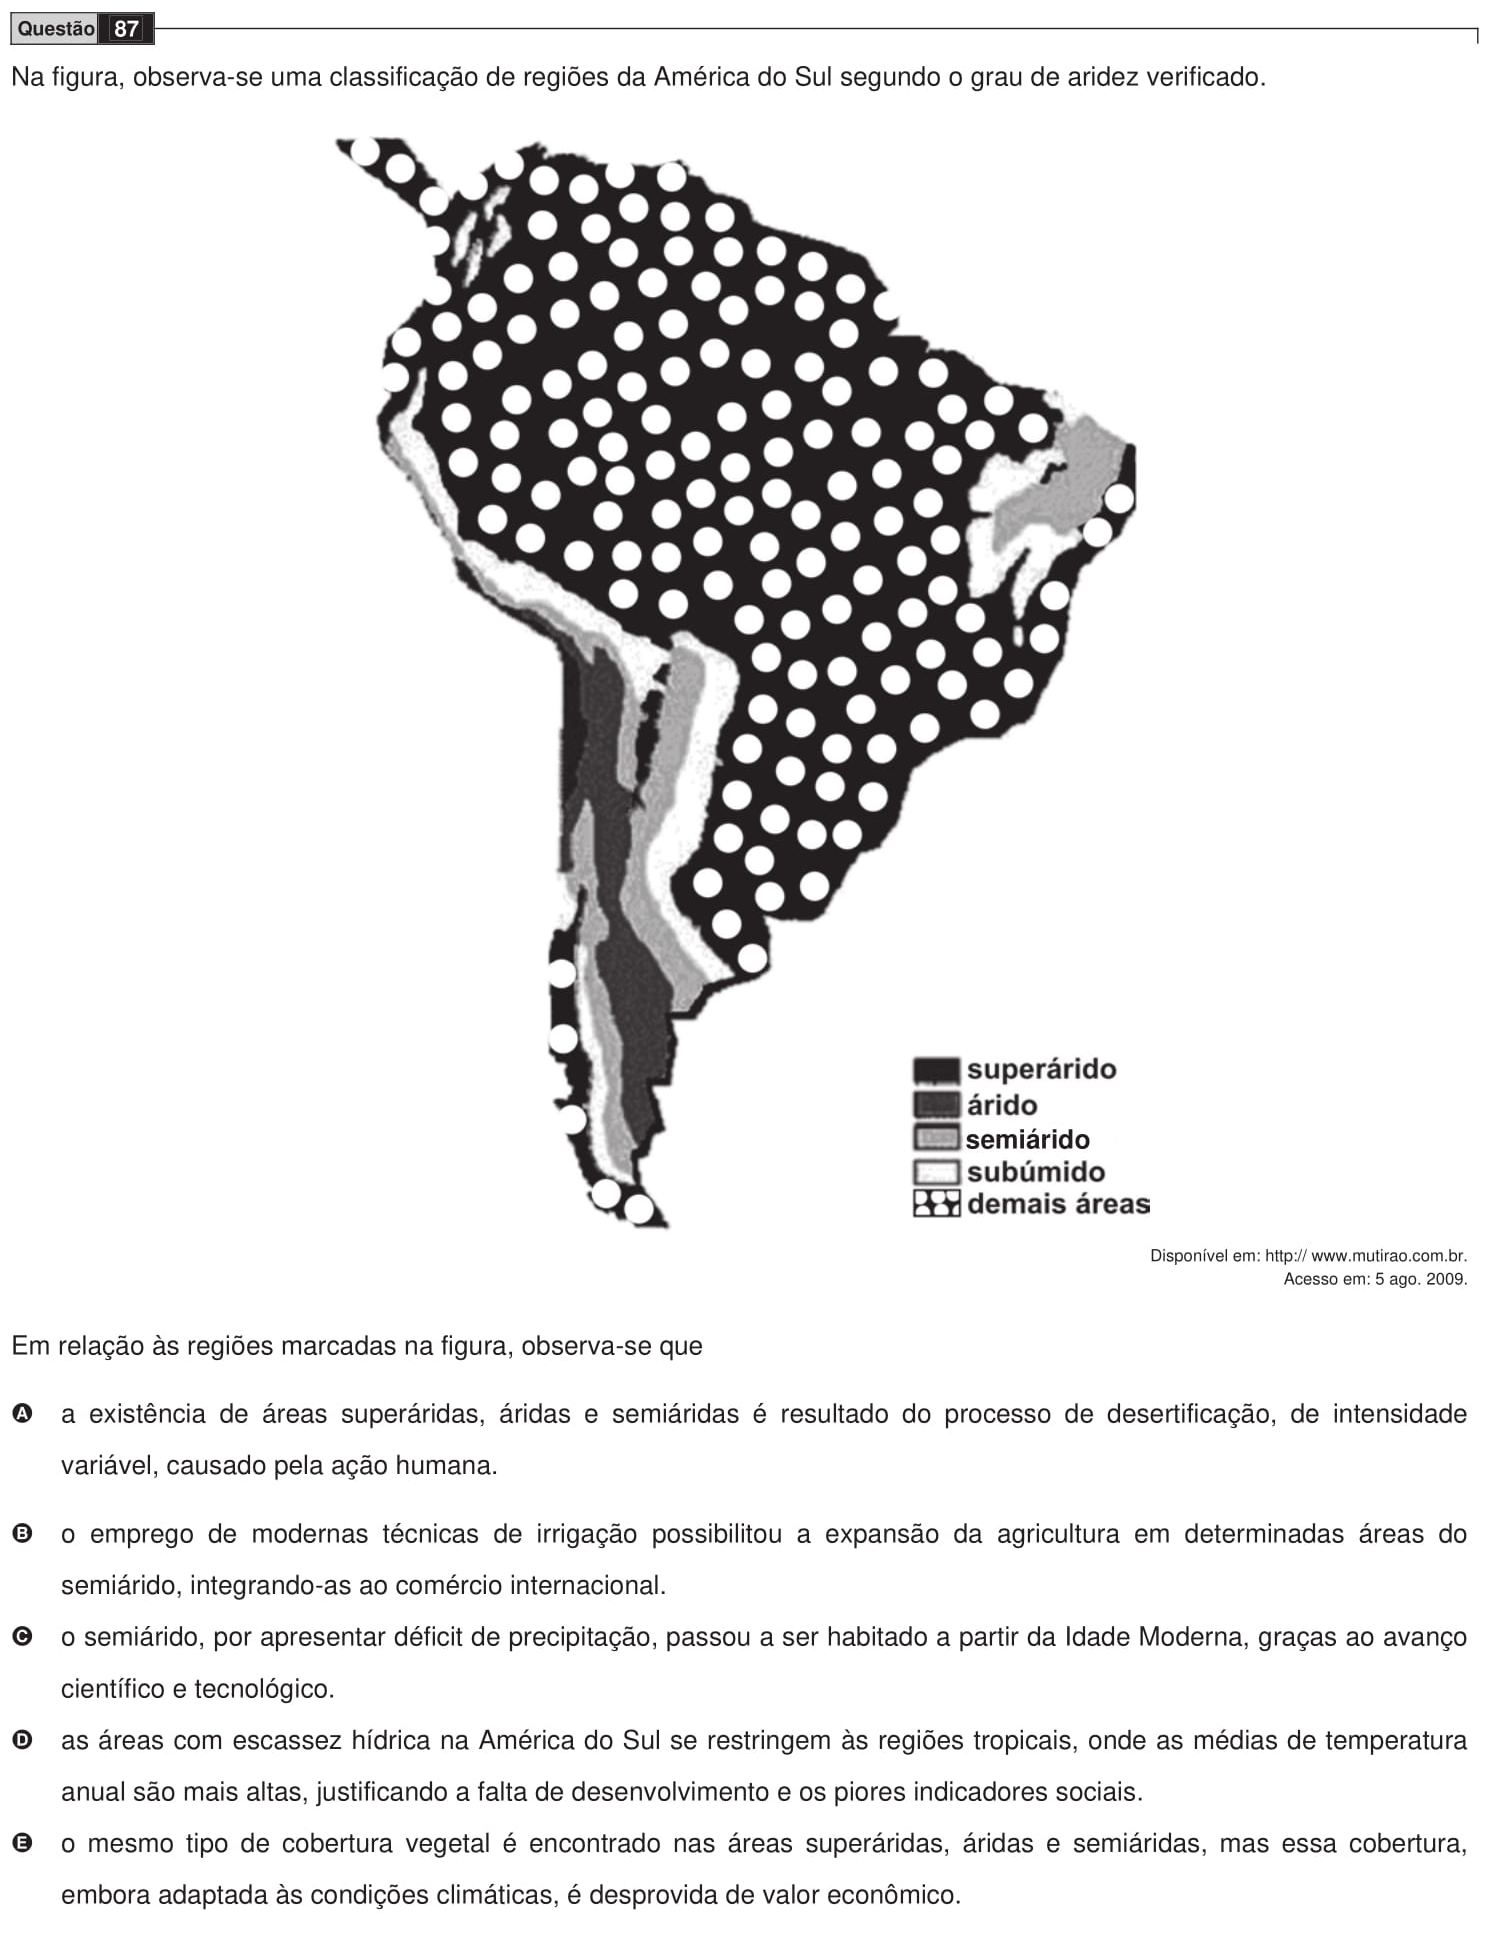 Questão 87
Na figura, observa-se uma classificação de regiões da América do Sul segundo o grau de aridez verificado.
superárido
árido
semiárido
subúmido
demais áreas
Disponível em: http:// www.mutirao.com.br.
Acesso em: 5 ago. 2009.
Em relação às regiões marcadas na figura, observa-se que
A a existência de áreas superáridas, áridas e semiáridas é resultado do processo de desertificação, de intensidade
variável, causado pela ação humana.
B o emprego de modernas técnicas de irrigação possibilitou a expansão da agricultura em determinadas áreas do
semiárido, integrando-as ao comércio internacional.
C o semiárido, por apresentar déficit de precipitação, passou a ser habitado a partir da Idade Moderna, graças ao avanço
científico e tecnológico.
D as áreas com escassez hídrica na América do Sul se restringem às regiões tropicais, onde as médias de temperatura
anual são mais altas, justificando a falta de desenvolvimento e os piores indicadores sociais.
E o mesmo tipo de cobertura vegetal é encontrado nas áreas superáridas, áridas e semiáridas, mas essa cobertura,
embora adaptada às condições climáticas, é desprovida de valor econômico.